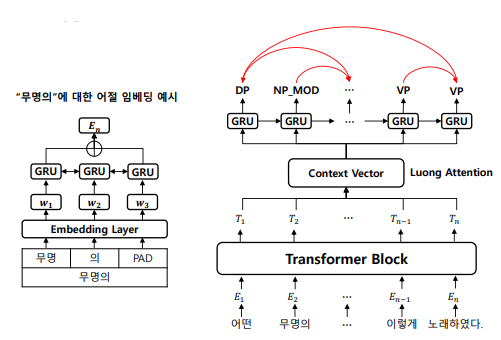 "무명의"에 대한 어절 임베딩 예시
E_n
GRU GRU GRU
w_1 w_2 w_3
Embedding Layer
무명 의 PAD
무명의
DP NP_MOD ... VP VP
GRU GRU ... GRU GRU
Context Vector Luong Attention
T_1 T_2 ... T_{n-1} T_n
Transformer Block
E_1 E_2 ... E_{n-1} E_n
어떤 무명의 ... 이렇게 노래하였다.